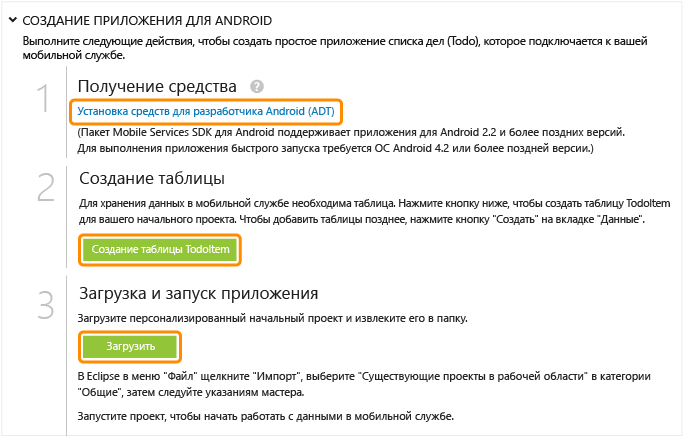 СОЗДАНИЕ ПРИЛОЖЕНИЯ ДЛЯ ANDROID
Выполните следующие действия, чтобы создать простое приложение списка дел (Todo), которое подключается к вашей
мобильной службе.
1
Получение средства ?
Установка средств для разработчика Android (ADT)
(Пакет Mobile Services SDK для Android поддерживает приложения для Android 2.2 и более поздних версий.
Для выполнения приложения быстрого запуска требуется ОС Android 4.2 или более поздней версии.)
2
Создание таблицы
Для хранения данных в мобильной службе необходима таблица. Нажмите кнопку ниже, чтобы создать таблицу TodoItem
для вашего начального проекта. Чтобы добавить таблицы позднее, нажмите кнопку "Создать" на вкладке "Данные".
Создание таблицы TodoItem
3
Загрузка и запуск приложения
Загрузите персонализированный начальный проект и извлеките его в папку.
Загрузить
В Eclipse в меню "Файл" щелкните "Импорт", выберите "Существующие проекты в рабочей области" в категории
"Общие", затем следуйте указаниям мастера.
Запустите проект, чтобы начать работать с данными в мобильной службе.